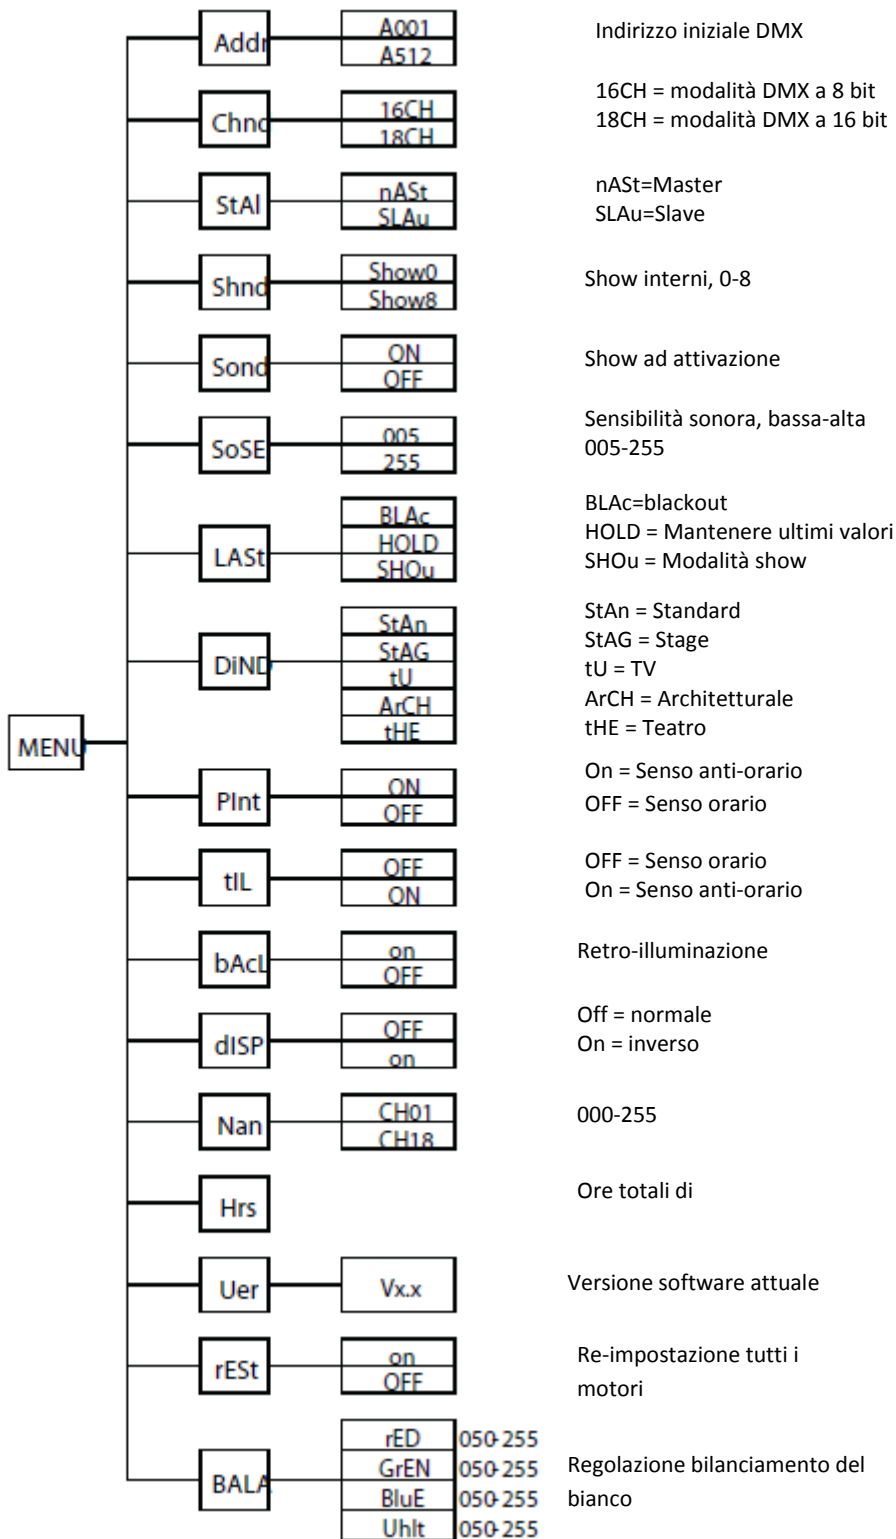 Addr
A001
A512
Indirizzo iniziale DMX
Chnd
16CH
18CH
16CH = modalità DMX a 8 bit
18CH = modalità DMX a 16 bit
StAl
nASt
SLAu
nASt=Master
SLAu=Slave
Shnd
Show0
Show8
Show interni, 0-8
Sond
ON
OFF
Show ad attivazione
SoSE
005
255
Sensibilità sonora, bassa-alta
005-255
LASt
BLAc
HOLD
SHOu
BLAc=blackout
HOLD = Mantenere ultimi valori
SHOu = Modalità show
DiND
StAn
StAG
tU
ArCH
tHE
StAn = Standard
StAG = Stage
tU = TV
ArCH = Architetturale
tHE = Teatro
MENU
PInt
ON
OFF
On = Senso anti-orario
OFF = Senso orario
tIL
OFF
ON
OFF = Senso orario
On = Senso anti-orario
bAcL
on
OFF
Retro-illuminazione
dISP
OFF
on
Off = normale
On = inverso
Nan
CH01
CH18
000-255
Hrs
Ore totali di
Uer
Vx.x
Versione software attuale
rESt
on
OFF
Re-impostazione tutti i
motori
BALA
rED 050-255
GrEN 050-255
BluE 050-255
UhIt 050-255
Regolazione bilanciamento del
bianco